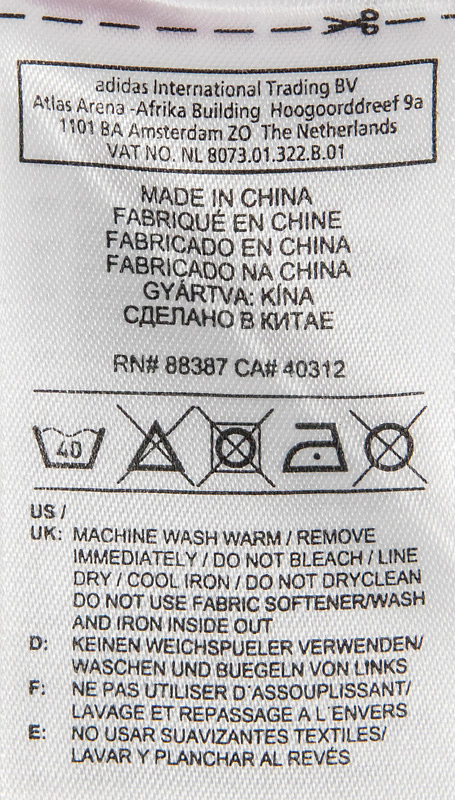 adidas International Trading BV
Atlas Arena -Afrika Building Hoogoorddreef 9a
1101 BA Amsterdam ZO The Netherlands
VAT NO. NL 8073.01.322.B.01
MADE IN CHINA
FABRIQUÉ EN CHINE
FABRICADO EN CHINA
FABRICADO NA CHINA
GYÁRTVA: KÍNA
СДЕЛАНО В КИТАЕ
RN# 88387 CA# 40312
40
US /
UK: MACHINE WASH WARM / REMOVE
IMMEDIATELY / DO NOT BLEACH / LINE
DRY / COOL IRON / DO NOT DRYCLEAN
DO NOT USE FABRIC SOFTENER/WASH
AND IRON INSIDE OUT
D: KEINEN WEICHSPUELER VERWENDEN/
WASCHEN UND BUEGELN VON LINKS
F: NE PAS UTILISER D'ASSOUPLISSANT/
LAVAGE ET REPASSAGE A L'ENVERS
E: NO USAR SUAVIZANTES TEXTILES/
LAVAR Y PLANCHAR AL REVÉS